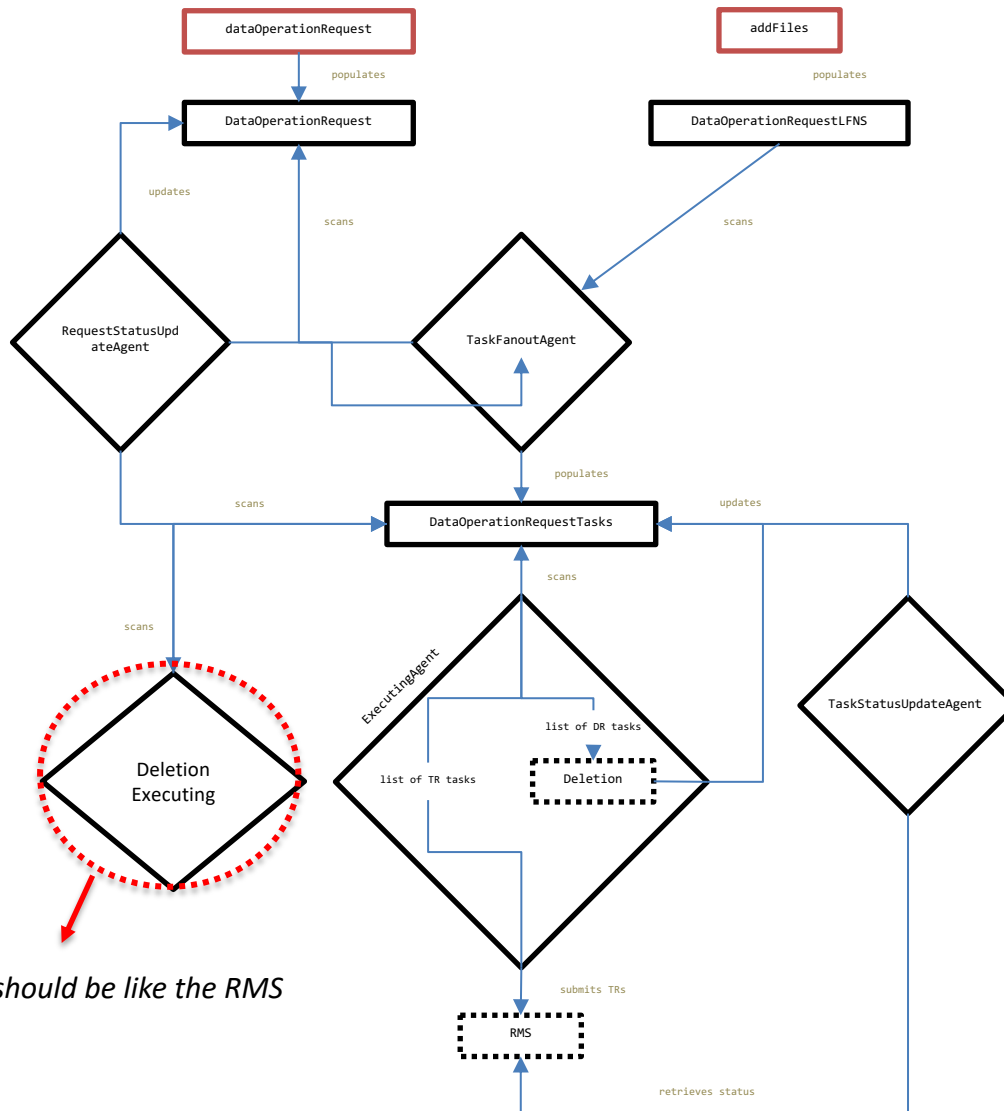 dataOperationRequest
addFiles
populates
populates
DataOperationRequest
DataOperationRequestLFNS
updates
scans
scans
RequestStatusUpd
ateAgent
TaskFanoutAgent
populates
scans
updates
DataOperationRequestTasks
scans
scans
ExecutingAgent
TaskStatusUpdateAgent
list of DR tasks
Deletion
Executing
list of TR tasks
Deletion
should be like the RMS
submits TRs
RMS
retrieves status